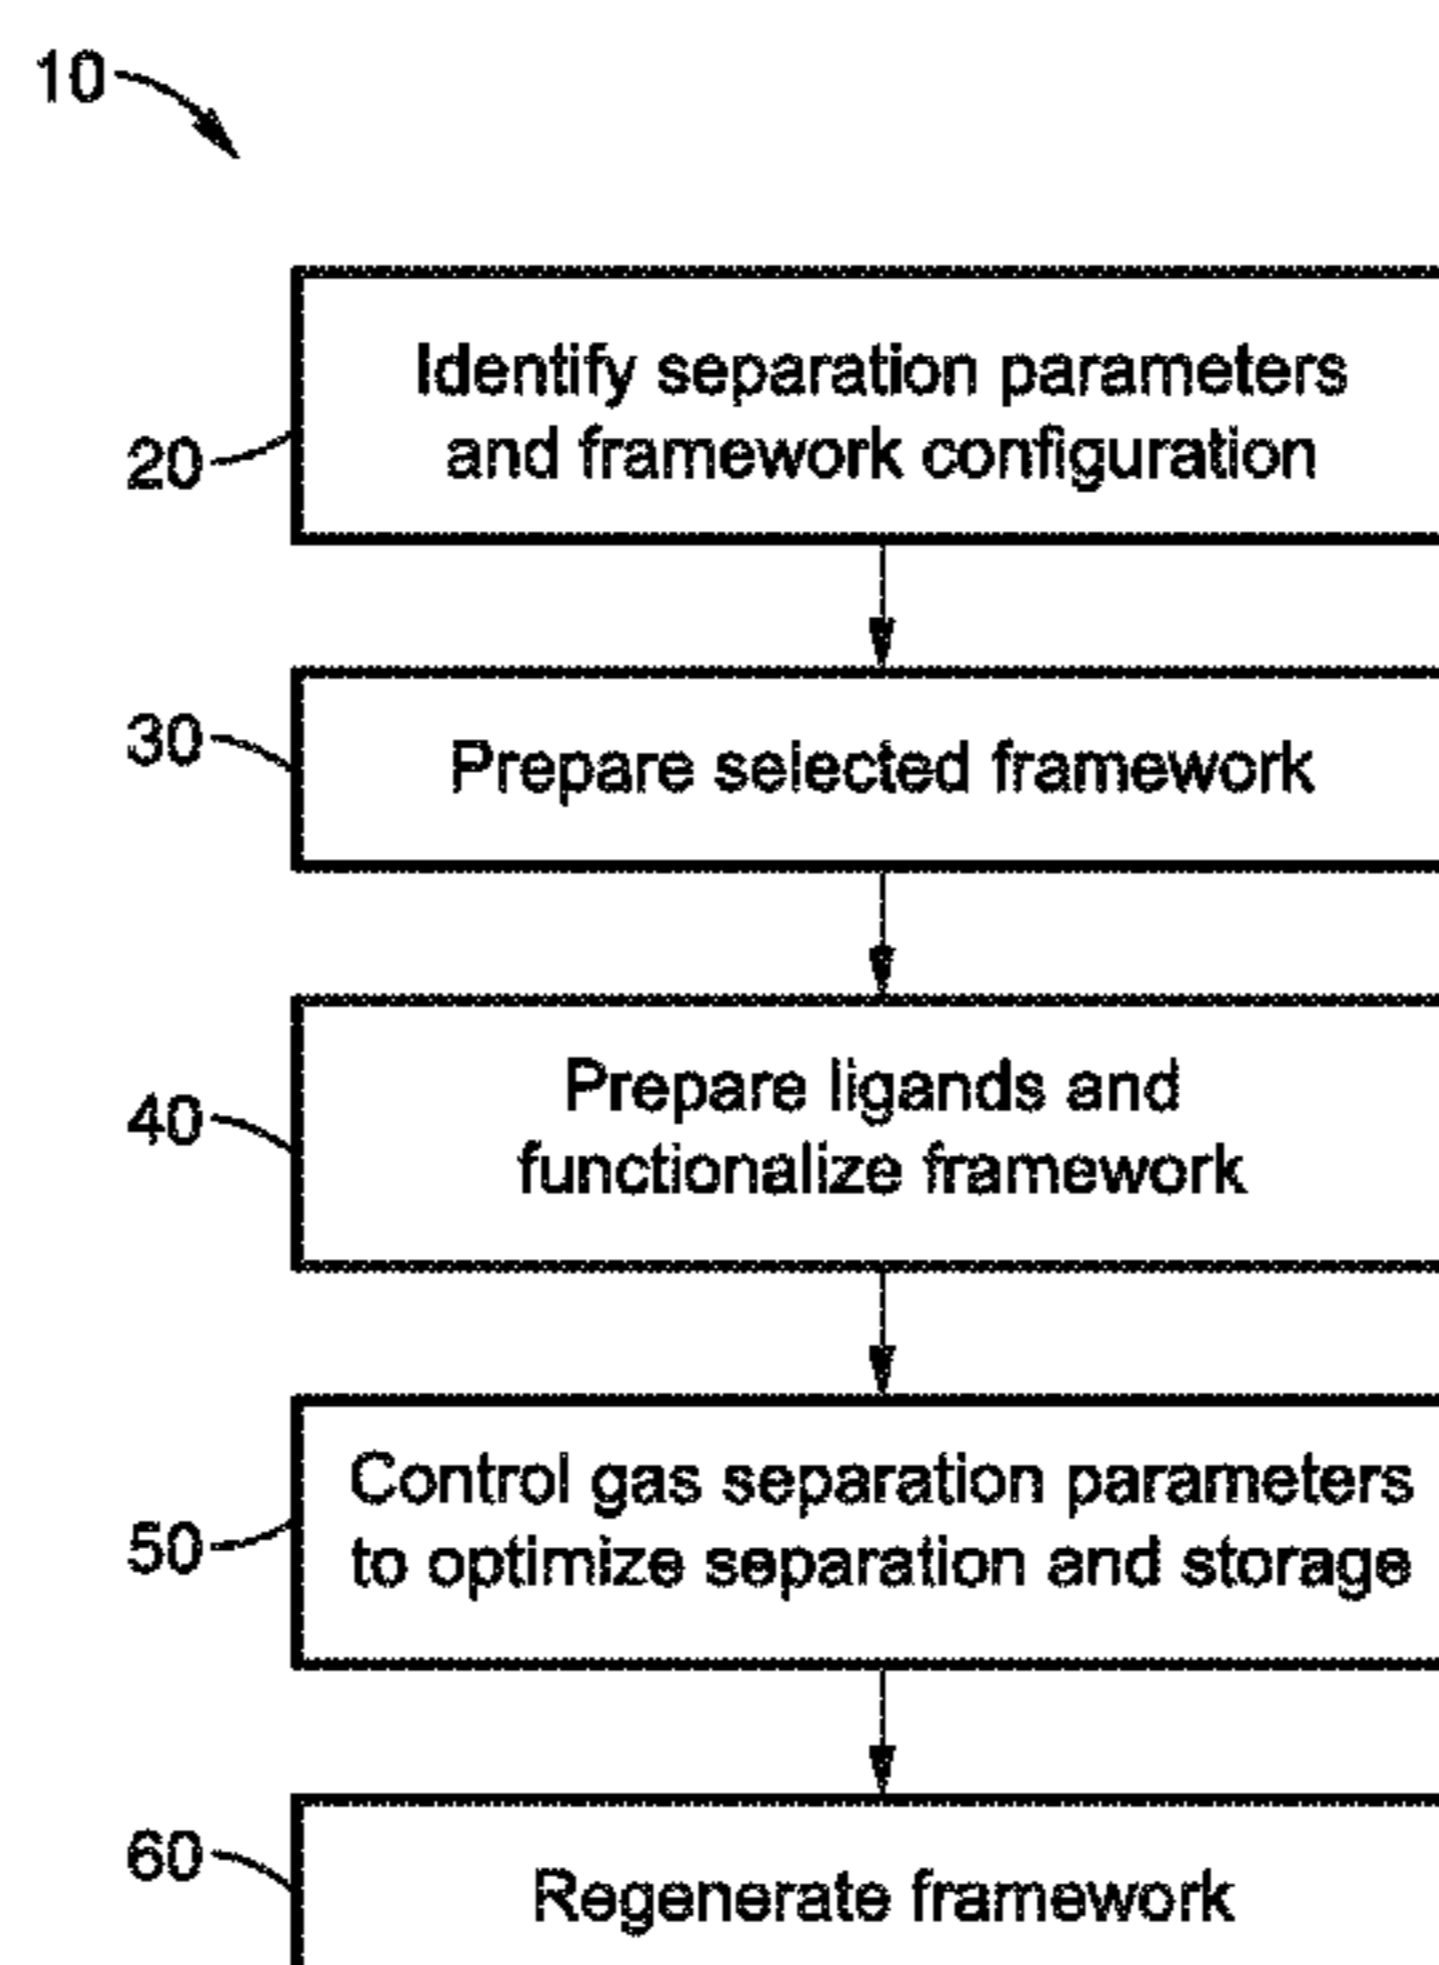 10
Identify separation parameters
and framework configuration
20
30
Prepare selected framework
Prepare ligands and
40
functionalize framework
Control gas separation parameters
50
to optimize separation and storage
60
Regenerate framework